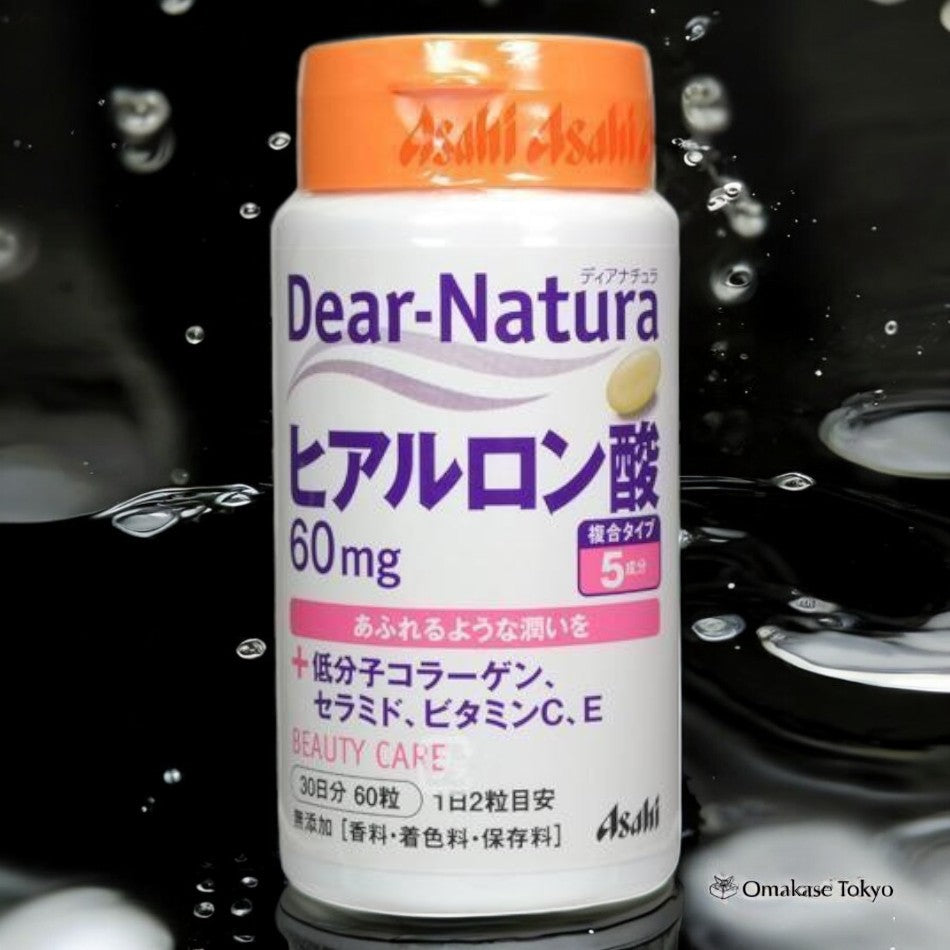 Asahi Asahi A
ディアナチュラ
Dear-Natura
ヒアルロン酸
60mg
複合タイプ
5成分
あふれるような潤いを
+低分子コラーゲン、
セラミド、ビタミンC、E
BEAUTY CARE
30日分 60粒 1日2粒目安
無添加 [香料・着色料・保存料]
Asahi
Omakase Tokyo